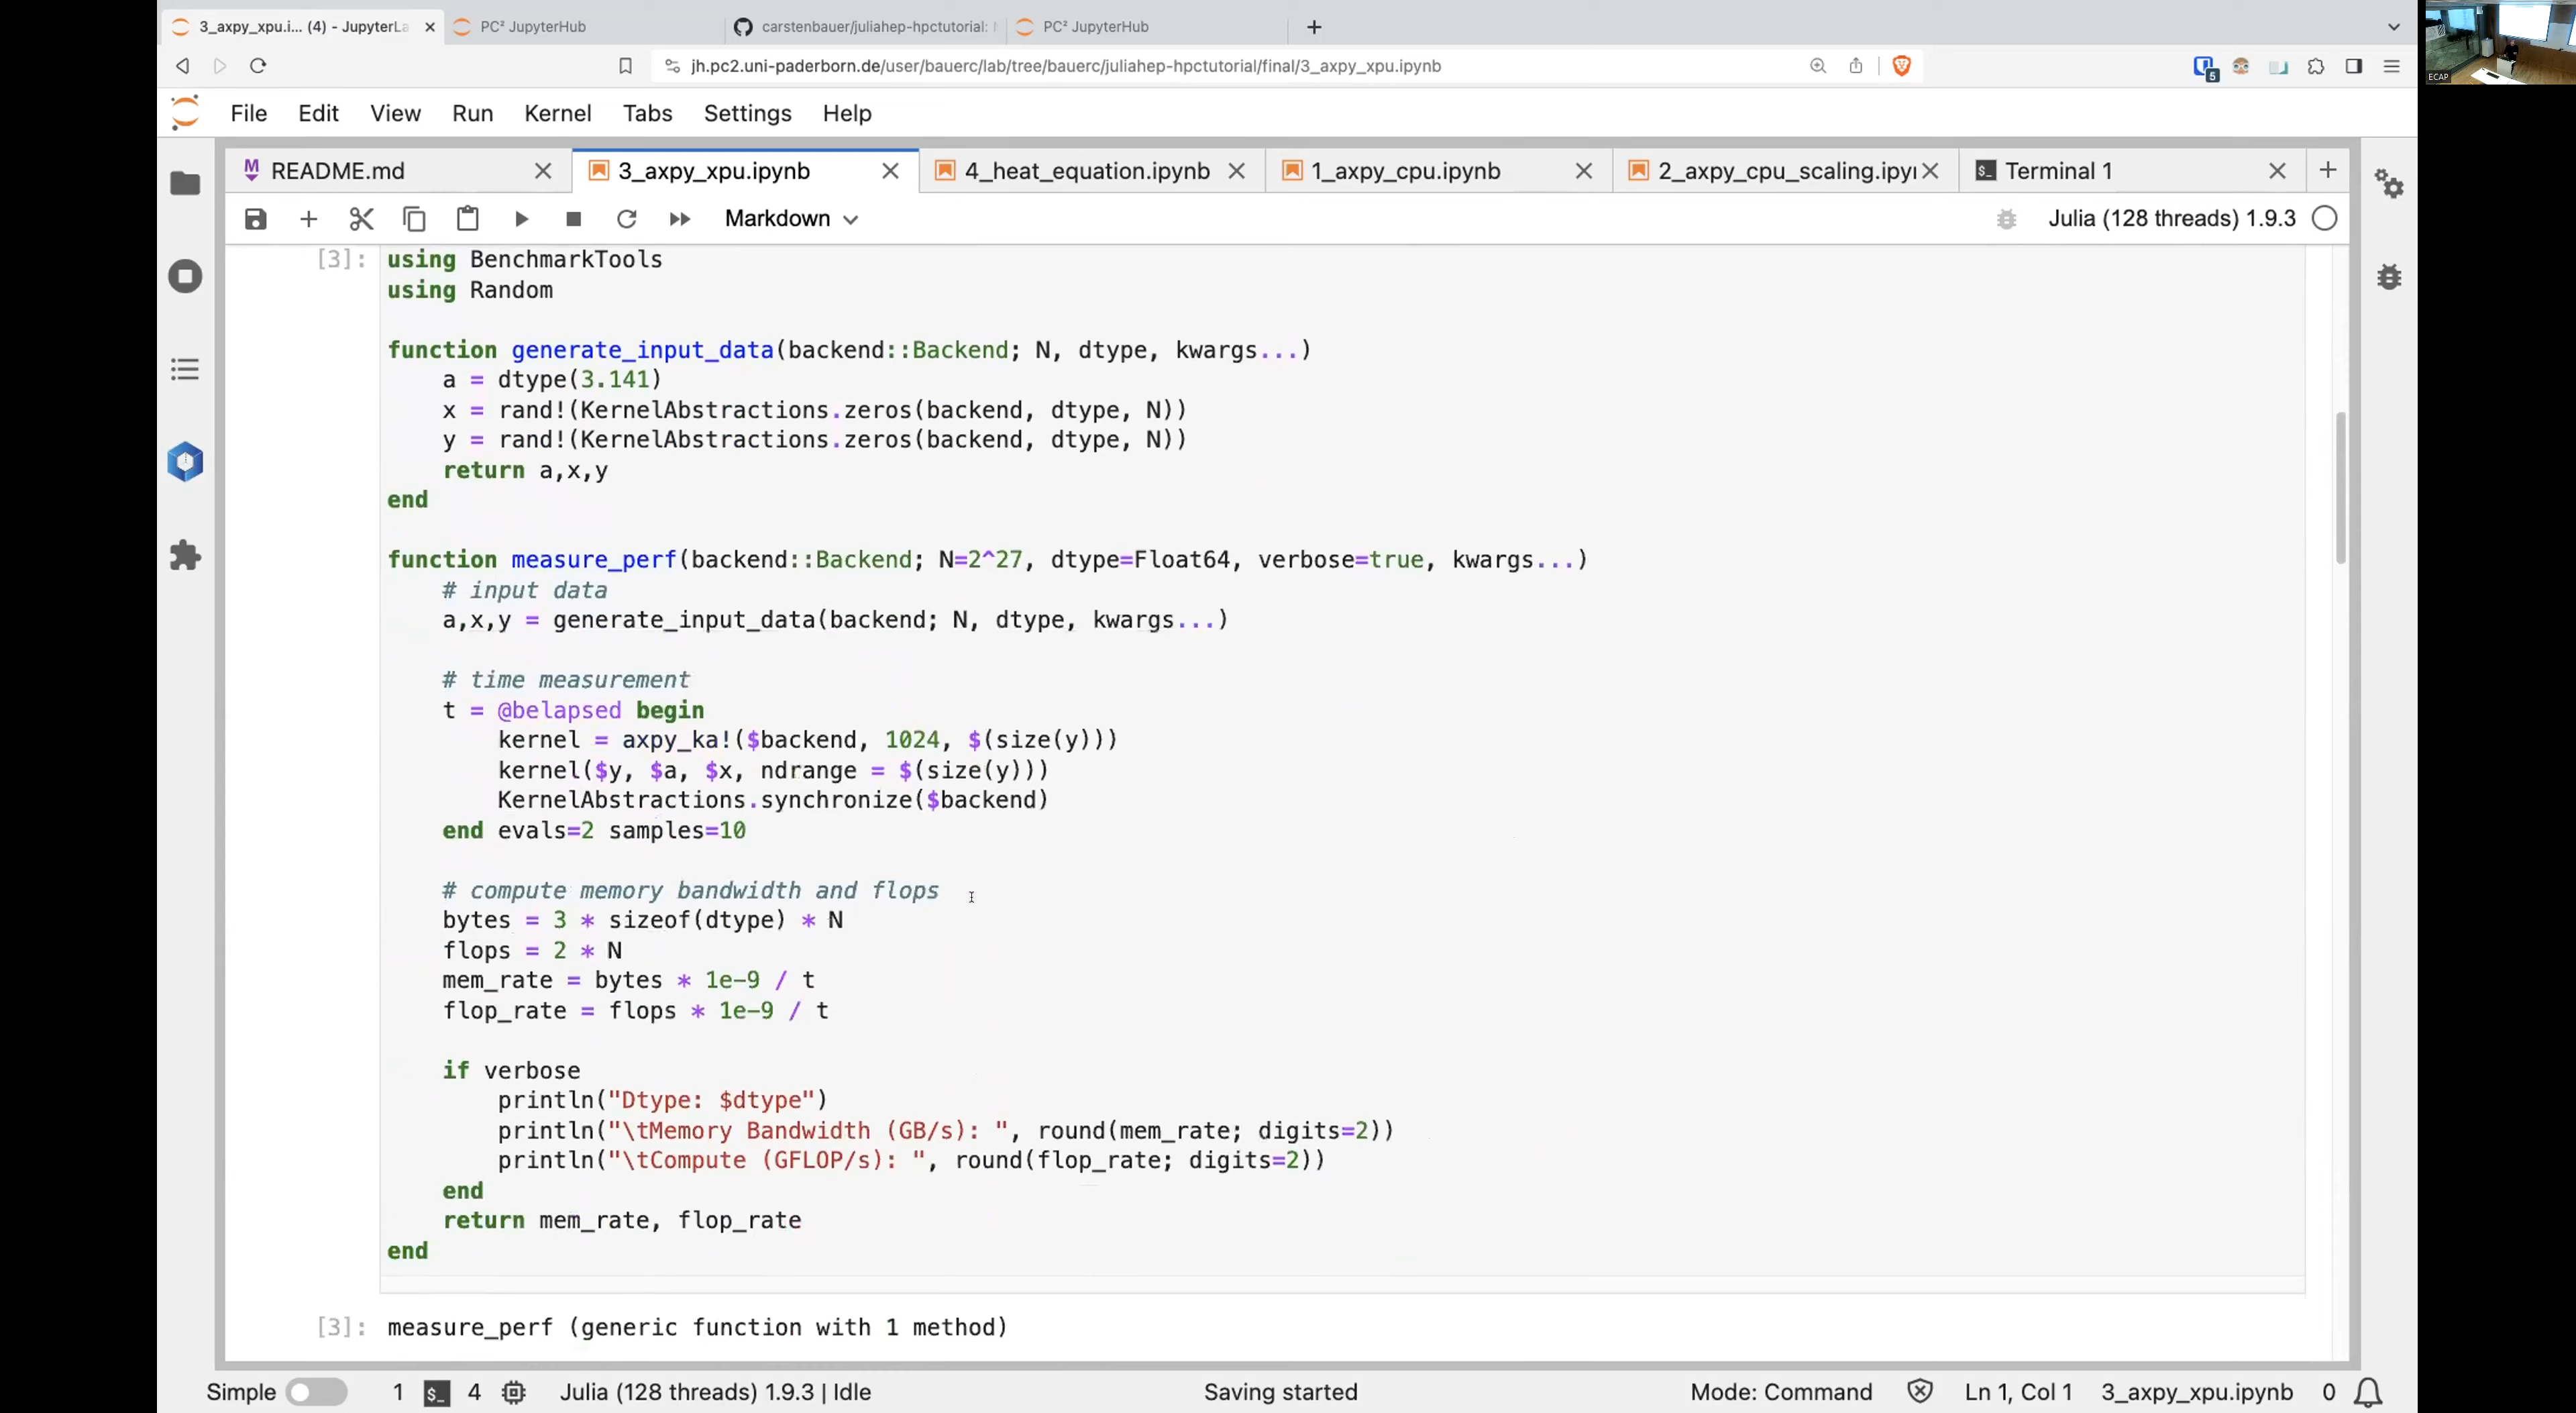 3_axpy_xpu.i... (4) - JupyterLa
PC² JupyterHub
carstenbauer/juliahep-hpctutorial:
PC² JupyterHub
jh.pc2.uni-paderborn.de/user/bauerc/lab/tree/bauerc/juliahep-hpctutorial/final/3_axpy_xpu.ipynb
5
ECAP
File Edit View Run Kernel Tabs Settings Help
README.md
3_axpy_xpu.ipynb
4_heat_equation.ipynb
1_axpy_cpu.ipynb
2_axpy_cpu_scaling.ipyı
Terminal 1
Markdown
Julia (128 threads) 1.9.3
[3]: using BenchmarkTools
using Random
function generate_input_data(backend::Backend; N, dtype, kwargs...)
a = dtype(3.141)
x = rand!(KernelAbstractions.zeros(backend, dtype, N))
y = rand!(KernelAbstractions.zeros(backend, dtype, N))
return a,x,y
end
function measure_perf(backend::Backend; N=2^27, dtype=Float64, verbose=true, kwargs...)
# input data
a,x,y = generate_input_data(backend; N, dtype, kwargs...)
# time measurement
t = @belapsed begin
kernel = axpy_ka!($backend, 1024, $(size(y)))
kernel($y, $a, $x, ndrange = $(size(y)))
KernelAbstractions.synchronize($backend)
end evals=2 samples=10
# compute memory bandwidth and flops
bytes = 3 * sizeof(dtype) * N
flops = 2 * N
mem_rate = bytes * 1e-9 / t
flop_rate = flops * 1e-9 / t
if verbose
println("Dtype: $dtype")
println("\tMemory Bandwidth (GB/s): ", round(mem_rate; digits=2))
println("\tCompute (GFLOP/s): ", round(flop_rate; digits=2))
end
return mem_rate, flop_rate
end
[3]: measure_perf (generic function with 1 method)
Simple 1 $_ 4 Julia (128 threads) 1.9.3 | Idle Saving started Mode: Command Ln 1, Col 1 3_axpy_xpu.ipynb 0